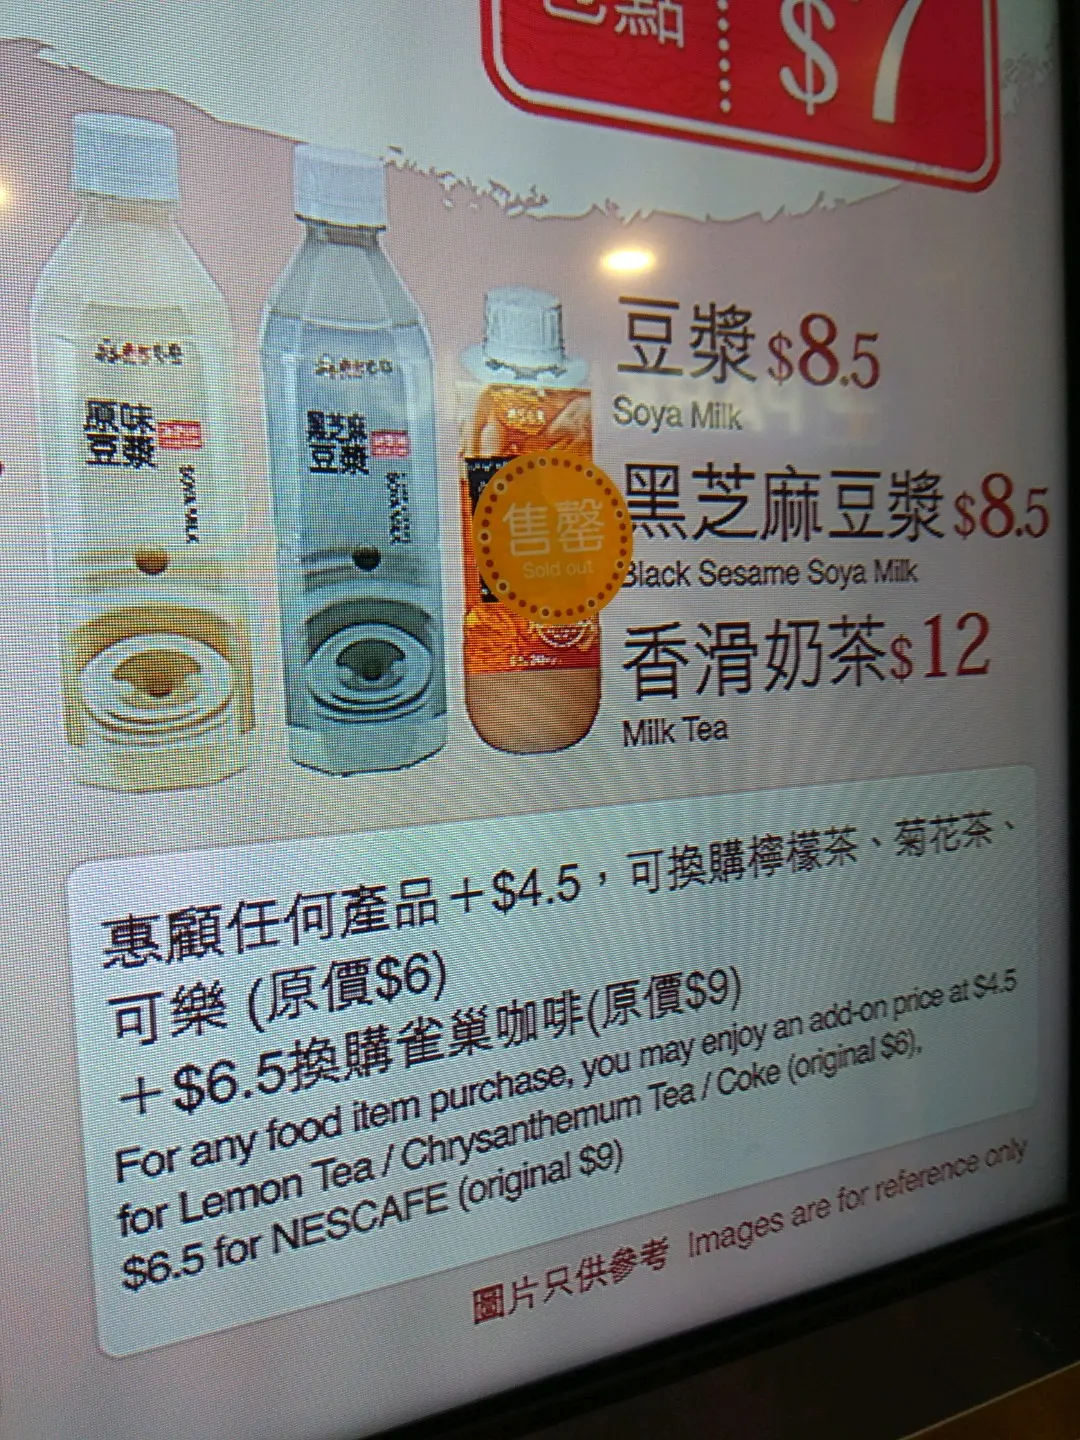 包點
$7
原味
豆漿
SOYA MILK
黑芝麻
豆漿
豆漿 $8.5
Soya Milk
黑芝麻豆漿 $8.5
Black Sesame Soya Milk
售罄
Sold out
香滑奶茶 $12
Milk Tea
惠顧任何產品＋$4.5，可換購檸檬茶、菊花茶、
可樂 (原價$6)
＋$6.5換購雀巢咖啡(原價$9)
For any food item purchase, you may enjoy an add-on price at $4.5
for Lemon Tea / Chrysanthemum Tea / Coke (original $6),
$6.5 for NESCAFE (original $9)
圖片只供參考 Images are for reference only